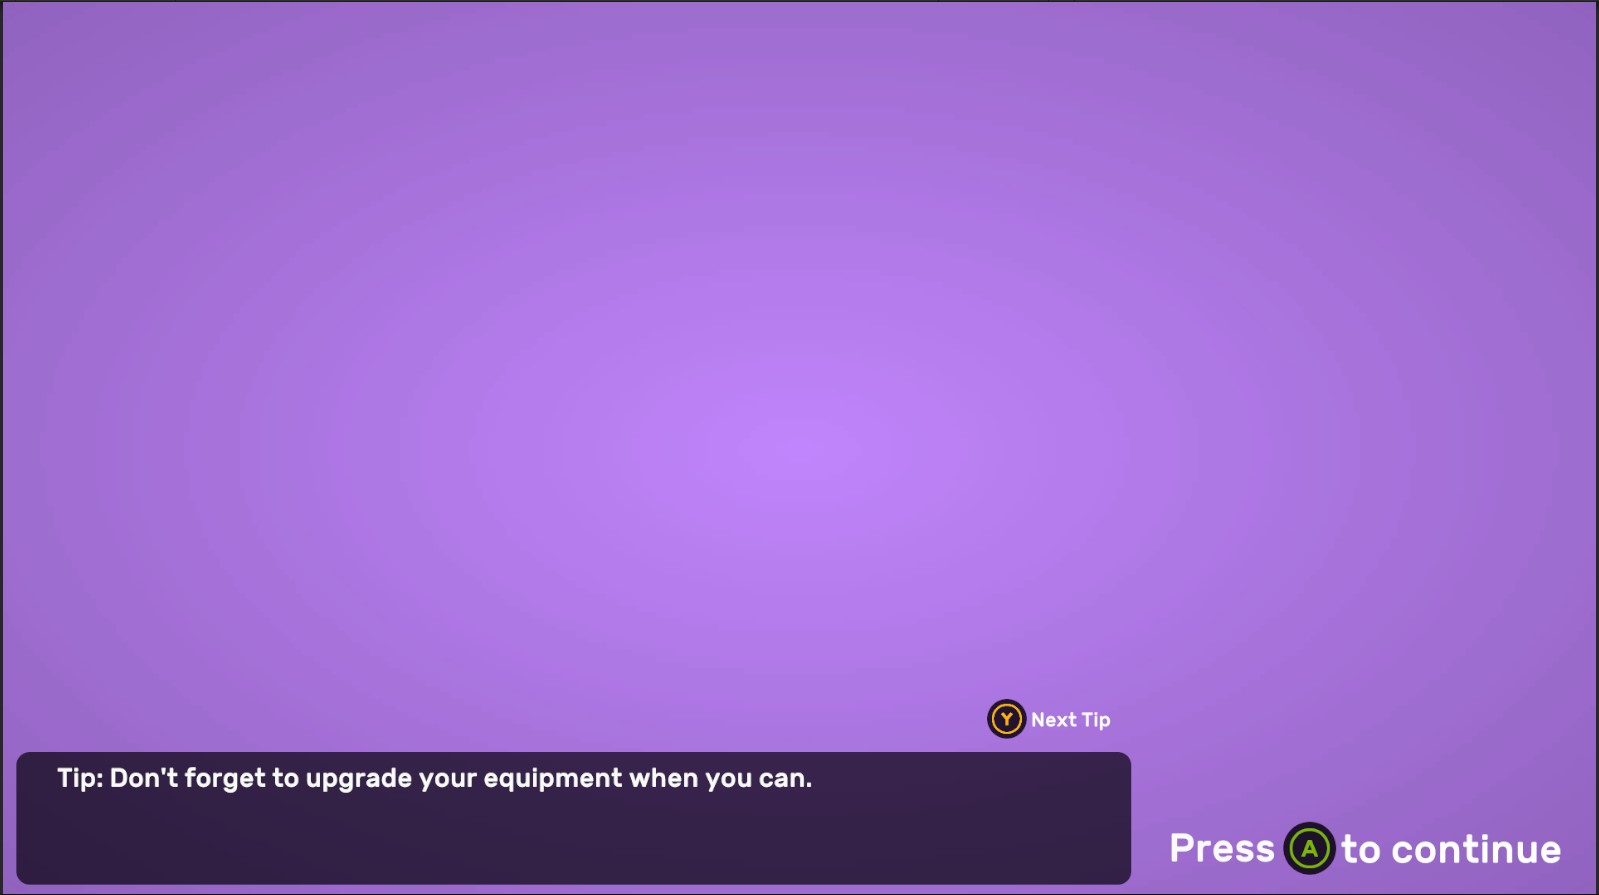 Y Next Tip
Tip: Don't forget to upgrade your equipment when you can.
Press A to continue